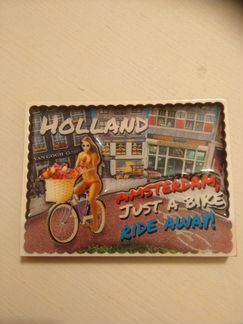 HOLLAND
VAN GOGH
AMSTERDAM,
JUST A BIKE
RIDE AWAY!